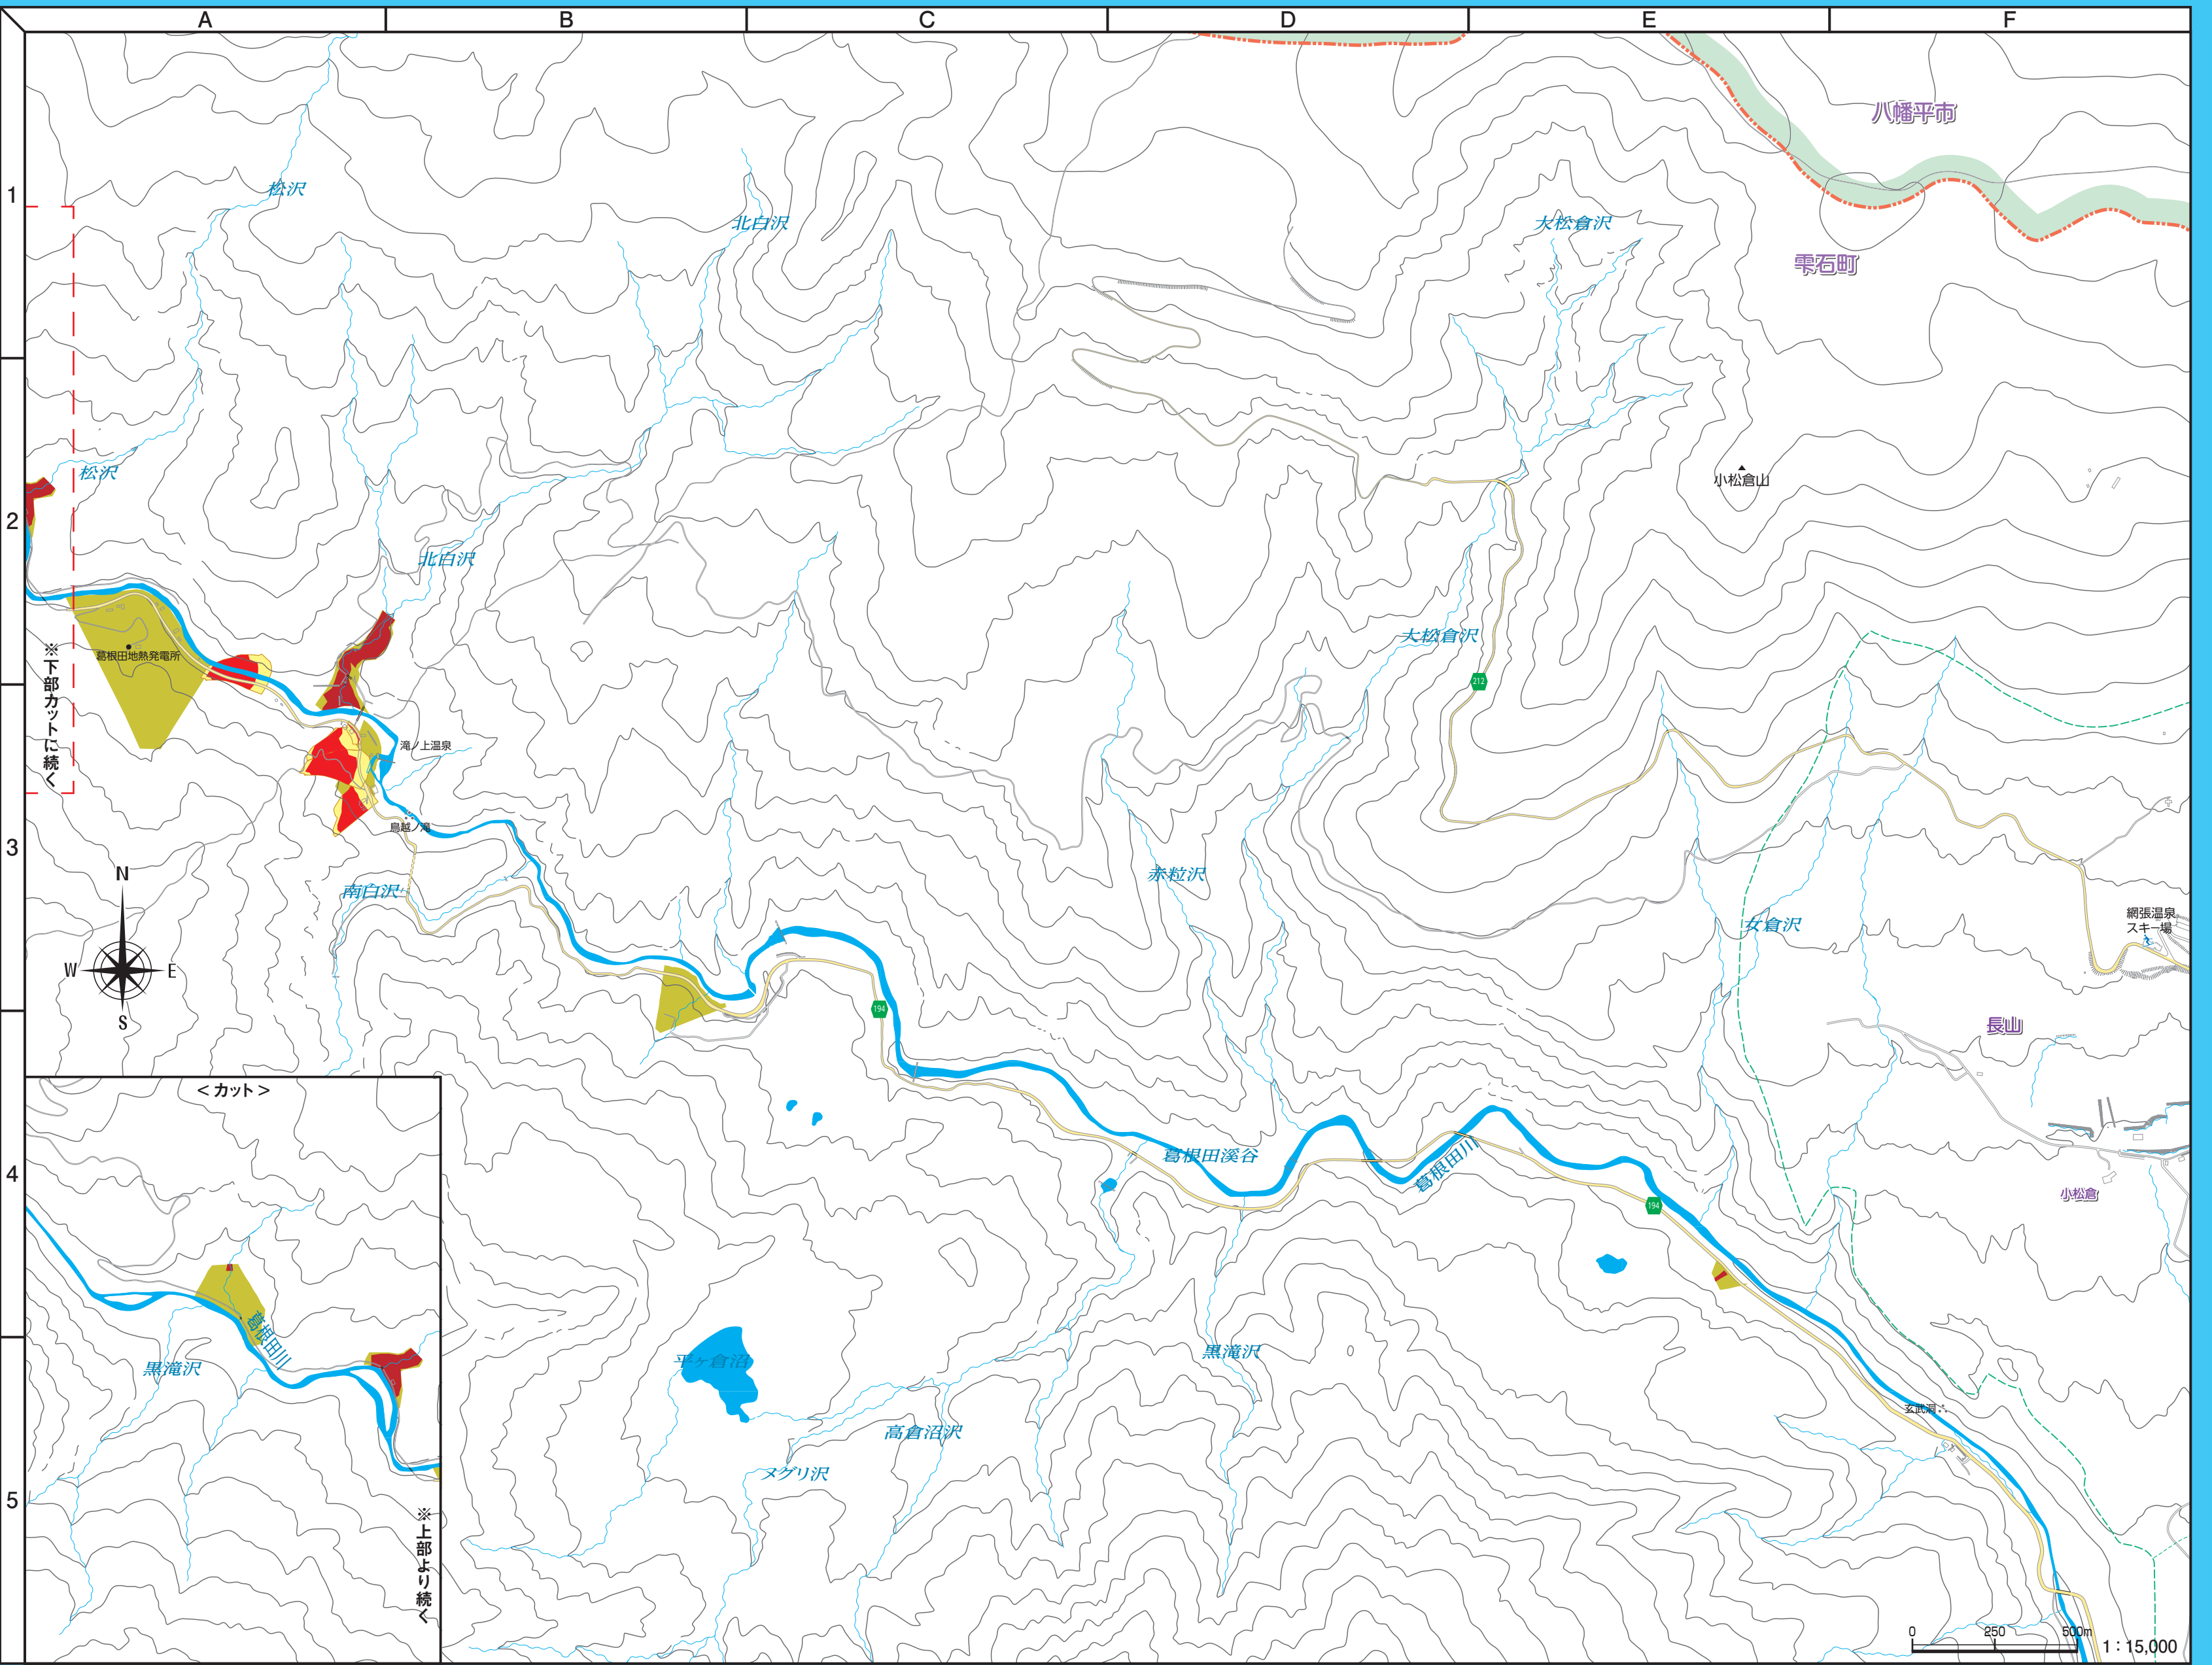 A B C D E F
八幡平市
1
松沢
北白沢
大松倉沢
雫石町
松沢
小松倉山
2
北白沢
大松倉沢
※下部カットに続く
葛根田地熱発電所
212
滝ノ上温泉
鳥越ノ滝
3
N
W E
S
南白沢
赤粒沢
女倉沢
網張温泉
スキー場
194
長山
<カット>
葛根田渓谷
葛根田川
4
小松倉
194
葛根田川
黒滝沢
平ヶ倉沼
黒滝沢
玄武洞
高倉沼沢
ヌグリ沢
5
※上部より続く
0 250 500m
1:15,000